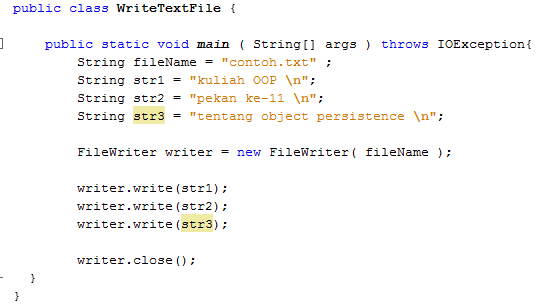 public class WriteTextFile {
public static void main ( String[] args ) throws IOException{
String fileName = "contoh.txt" ;
String str1 = "kuliah OOP \n";
String str2 = "pekan ke-11 \n";
String str3 = "tentang object persistence \n";
FileWriter writer = new FileWriter( fileName );
writer.write(str1);
writer.write(str2);
writer.write(str3);
writer.close();
}
}